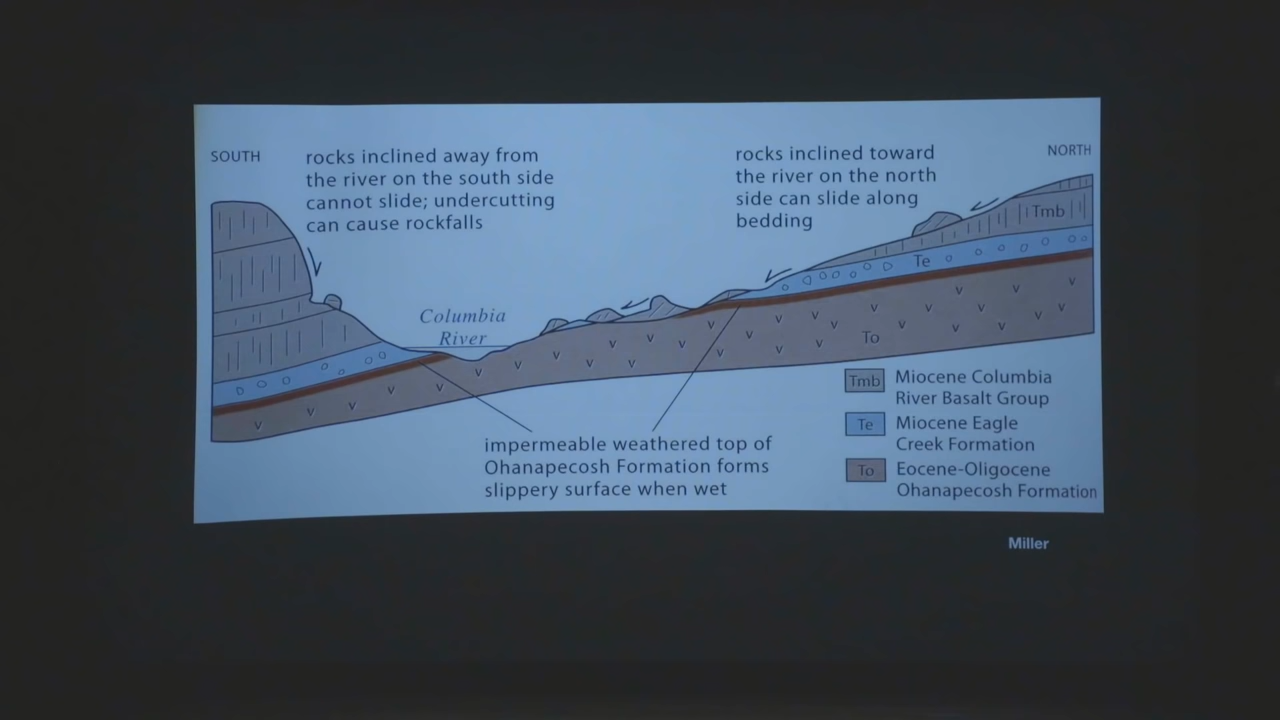 SOUTH
rocks inclined away from
the river on the south side
cannot slide; undercutting
can cause rockfalls
rocks inclined toward
the river on the north
side can slide along
bedding
NORTH
Tmb
Te
Columbia
River
To
impermeable weathered top of
Ohanapecosh Formation forms
slippery surface when wet
Tmb Miocene Columbia
River Basalt Group
Te Miocene Eagle
Creek Formation
To Eocene-Oligocene
Ohanapecosh Formation
Miller